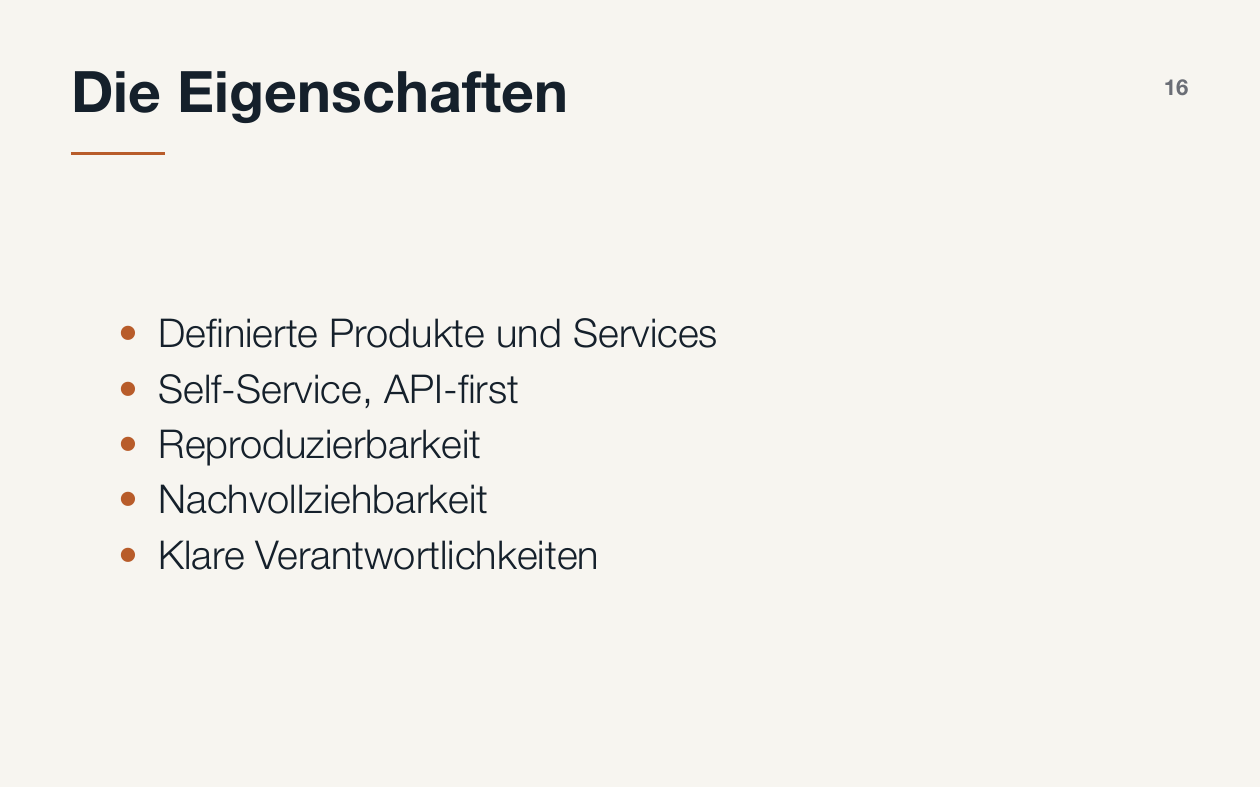 Die Eigenschaften
16
Definierte Produkte und Services
Self-Service, API-first
Reproduzierbarkeit
Nachvollziehbarkeit
Klare Verantwortlichkeiten